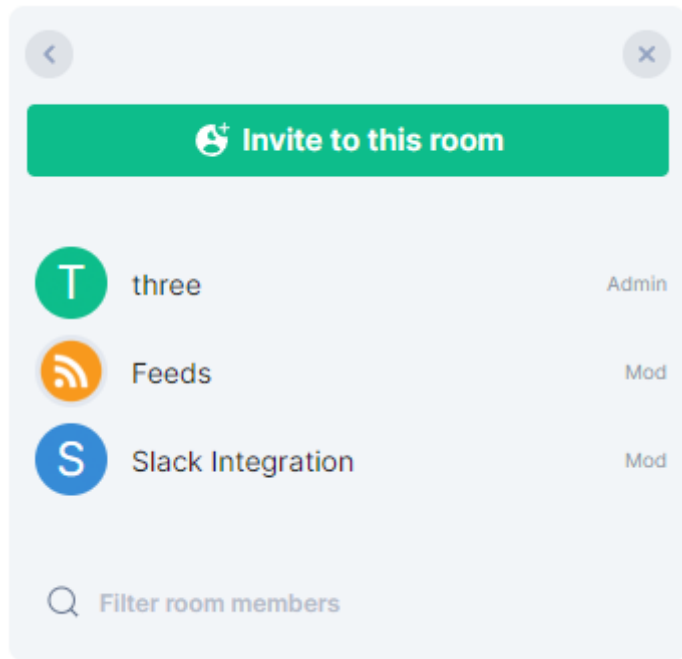 Invite to this room
T three Admin
Feeds Mod
S Slack Integration Mod
Filter room members